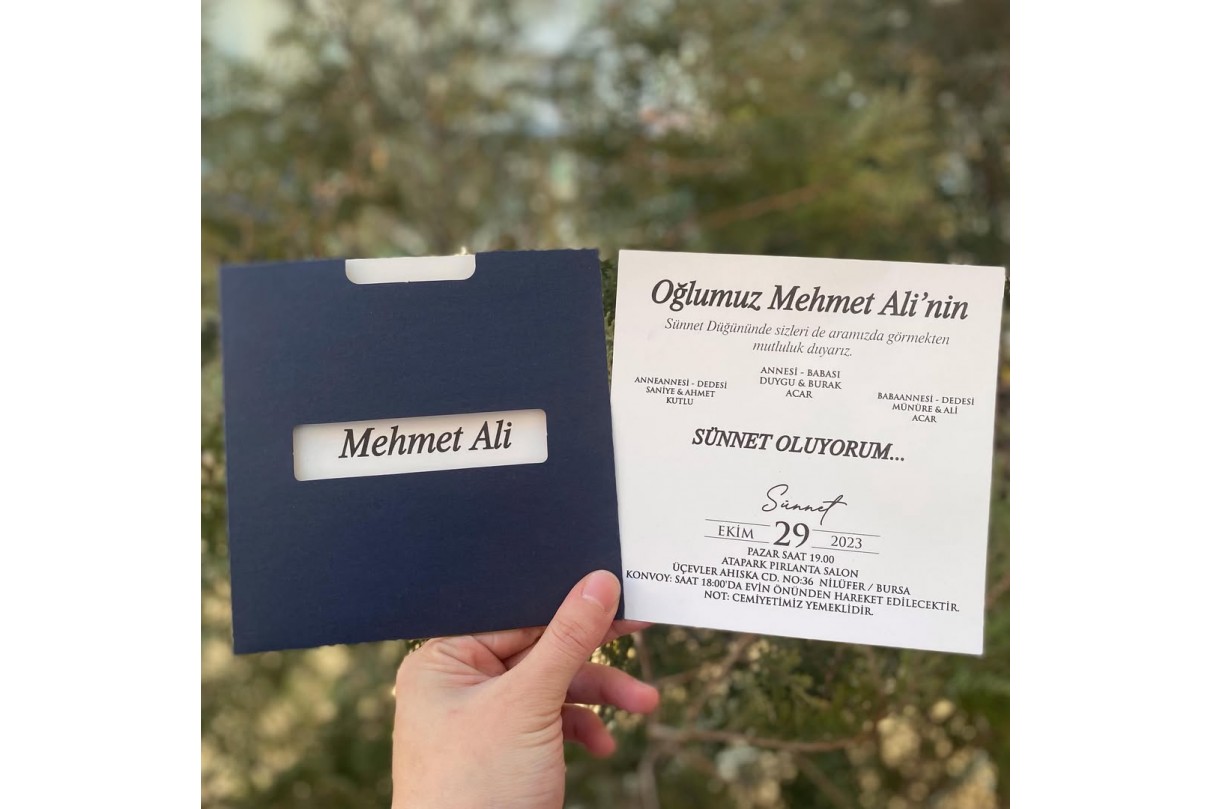 Mehmet Ali
Oğlumuz Mehmet Ali'nin
Sünnet Düğününde sizleri de aramızda görmekten
mutluluk duyarız.
ANNEANNESİ - DEDESİ
SANİYE & AHMET
KUTLU
ANNESİ - BABASI
DUYGU & BURAK
ACAR
BABAANNESİ - DEDESİ
MÜNÜRE & ALİ
ACAR
SÜNNET OLUYORUM...
Sünnet
EKİM 29 2023
PAZAR SAAT 19.00
ATAPARK PIRLANTA SALON
ÜÇEVLER AHISKA CD. NO:36 NİLÜFER / BURSA
KONVOY: SAAT 18:00'DA EVİN ÖNÜNDEN HAREKET EDİLECEKTİR.
NOT: CEMİYETİMİZ YEMEKLİDİR.